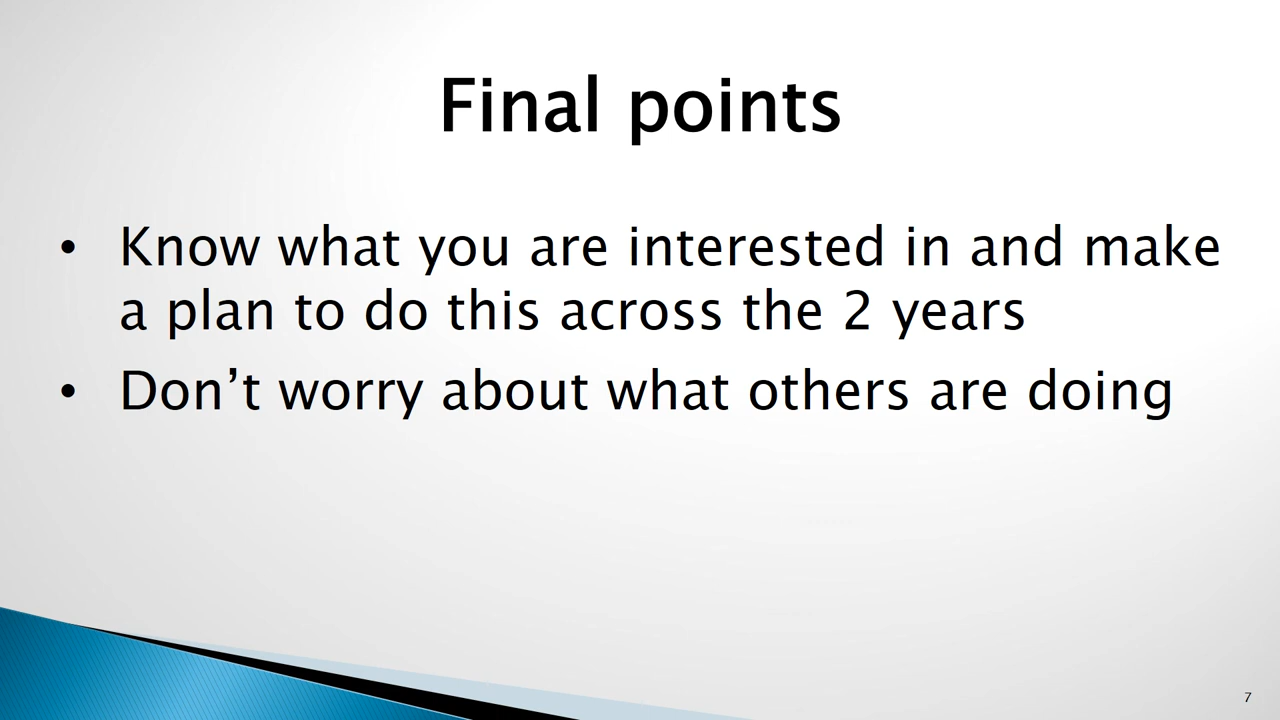 Final points
• Know what you are interested in and make
a plan to do this across the 2 years
• Don’t worry about what others are doing
7